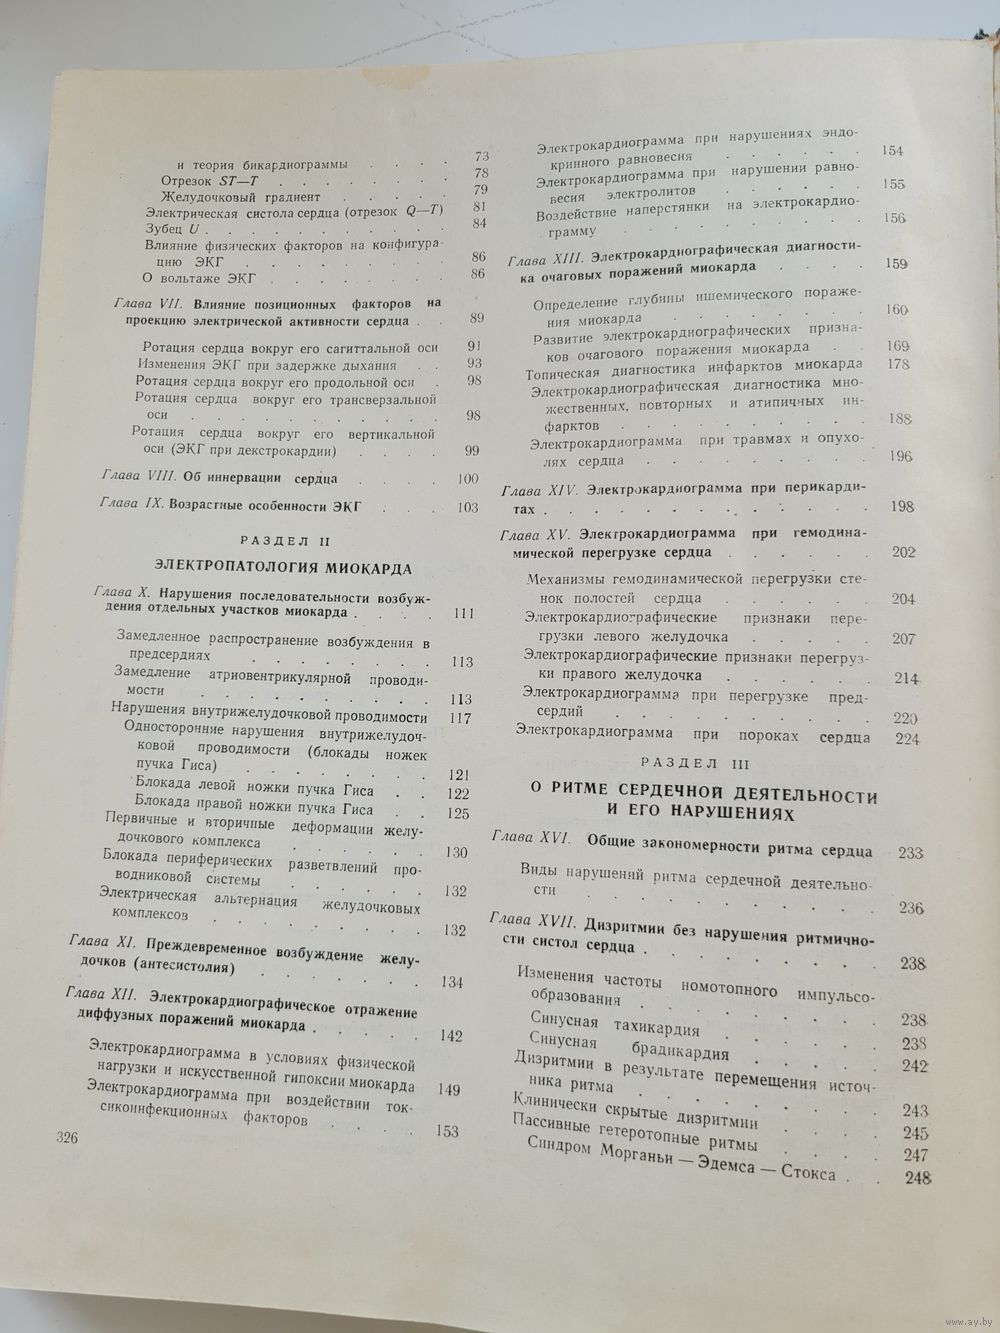 и теория бикардиограммы . . . . 73
Отрезок ST—T . . . . . . . 78
Желудочковый градиент . . . . . 79
Электрическая систола сердца (отрезок Q—T) 81
Зубец U . . . . . . . . . . 84
Влияние физических факторов на конфигура-
цию ЭКГ . . . . . . . . 86
О вольтаже ЭКГ . . . . . . . 86
Глава VII. Влияние позиционных факторов на
проекцию электрической активности сердца . . 89
Ротация сердца вокруг его сагиттальной оси 91
Изменения ЭКГ при задержке дыхания . . 93
Ротация сердца вокруг его продольной оси . 98
Ротация сердца вокруг его трансверзальной
оси . . . . . . . . . 98
Ротация сердца вокруг его вертикальной
оси (ЭКГ при декстрокардии) . . . . 99
Глава VIII. Об иннервации сердца . . . . 100
Глава IX. Возрастные особенности ЭКГ . . . 103
РАЗДЕЛ II
ЭЛЕКТРОПАТОЛОГИЯ МИОКАРДА
Глава X. Нарушения последовательности возбуж-
дения отдельных участков миокарда . . . . 111
Замедленное распространение возбуждения в
предсердиях . . . . . . . 113
Замедление атриовентрикулярной проводи-
мости . . . . . . . . 113
Нарушения внутрижелудочковой проводимости 117
Односторонние нарушения внутрижелудоч-
ковой проводимости (блокады ножек
пучка Гиса) . . . . . . . 121
Блокада левой ножки пучка Гиса . . 122
Блокада правой ножки пучка Гиса . . 125
Первичные и вторичные деформации желу-
дочкового комплекса . . . . . 130
Блокада периферических разветвлений про-
водниковой системы . . . . . 132
Электрическая альтернация желудочковых
комплексов . . . . . . . 132
Глава XI. Преждевременное возбуждение желу-
дочков (антесистолия) . . . . . 134
Глава XII. Электрокардиографическое отражение
диффузных поражений миокарда . . . . . 142
Электрокардиограмма в условиях физической
нагрузки и искусственной гипоксии миокарда 149
Электрокардиограмма при воздействии ток-
сикоинфекционных факторов . . . . 153
326
Электрокардиограмма при нарушениях эндо-
кринного равновесия . . . . . . 154
Электрокардиограмма при нарушении равно-
весия электролитов . . . . . . 155
Воздействие наперстянки на электрокардио-
грамму . . . . . . . . 156
Глава XIII. Электрокардиографическая диагности-
ка очаговых поражений миокарда . . . . 159
Определение глубины ишемического пораже-
ния миокарда . . . . . . . 160
Развитие электрокардиографических призна-
ков очагового поражения миокарда . . 169
Топическая диагностика инфарктов миокарда 178
Электрокардиографическая диагностика мно-
жественных, повторных и атипичных ин-
фарктов . . . . . . . . . 188
Электрокардиограмма при травмах и опухо-
лях сердца . . . . . . . . 196
Глава XIV. Электрокардиограмма при перикарди-
тах . . . . . . . . . . . . . 198
Глава XV. Электрокардиограмма при гемодина-
мической перегрузке сердца . . . . . . 202
Механизмы гемодинамической перегрузки сте-
нок полостей сердца . . . . . . 204
Электрокардиографические признаки пере-
грузки левого желудочка . . . . . 207
Электрокардиографические признаки перегруз-
ки правого желудочка . . . . . . 214
Электрокардиограмма при перегрузке пред-
сердий . . . . . . . . . 220
Электрокардиограмма при пороках сердца 224
РАЗДЕЛ III
О РИТМЕ СЕРДЕЧНОЙ ДЕЯТЕЛЬНОСТИ
И ЕГО НАРУШЕНИЯХ
Глава XVI. Общие закономерности ритма сердца 233
Виды нарушений ритма сердечной деятельно-
сти . . . . . . . . . . 236
Глава XVII. Дизритмии без нарушения ритмично-
сти систол сердца . . . . . . . . 238
Изменения частоты номотопного импульсо-
образования . . . . . . . . 238
Синусная тахикардия . . . . . 238
Синусная брадикардия . . . . . 242
Дизритмии в результате перемещения источ-
ника ритма . . . . . . . . 243
Клинически скрытые дизритмии . . . . 245
Пассивные гетеротопные ритмы . . . . 247
Синдром Морганьи — Эдемса — Стокса . . 248
www.ay.by